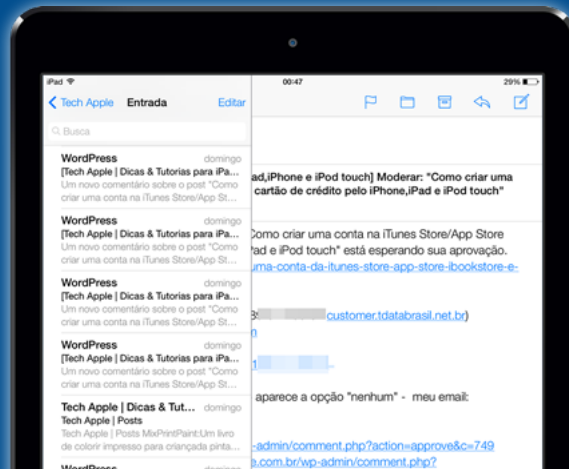 iPad 00:47 29%
Tech Apple Entrada Editar
Busca
WordPress domingo
[Tech Apple | Dicas & Tutorias para iPa...
Um novo comentário sobre o post "Como
criar uma conta na iTunes Store/App St...
WordPress domingo
[Tech Apple | Dicas & Tutorias para iPa...
Um novo comentário sobre o post "Como
criar uma conta na iTunes Store/App St...
WordPress domingo
[Tech Apple | Dicas & Tutorias para iPa...
Um novo comentário sobre o post "Como
criar uma conta na iTunes Store/App St...
WordPress domingo
[Tech Apple | Dicas & Tutorias para iPa...
Um novo comentário sobre o post "Como
criar uma conta na iTunes Store/App St...
Tech Apple | Dicas & Tut... domingo
Tech Apple | Posts
Tech Apple | Posts MixPrintPaint:Um livro
de colorir impresso para criançada pinta...
WordPress domingo
ad,iPhone e iPod touch] Moderar: "Como criar uma
cartão de crédito pelo iPhone,iPad e iPod touch"
Como criar uma conta na iTunes Store/App Store
Pad e iPod touch" está esperando sua aprovação.
uma-conta-da-itunes-store-app-store-ibookstore-e-
customer.tdatabrasil.net.br)
aparece a opção "nenhum" - meu email:
-admin/comment.php?action=approve&c=749
e.com.br/wp-admin/comment.php?